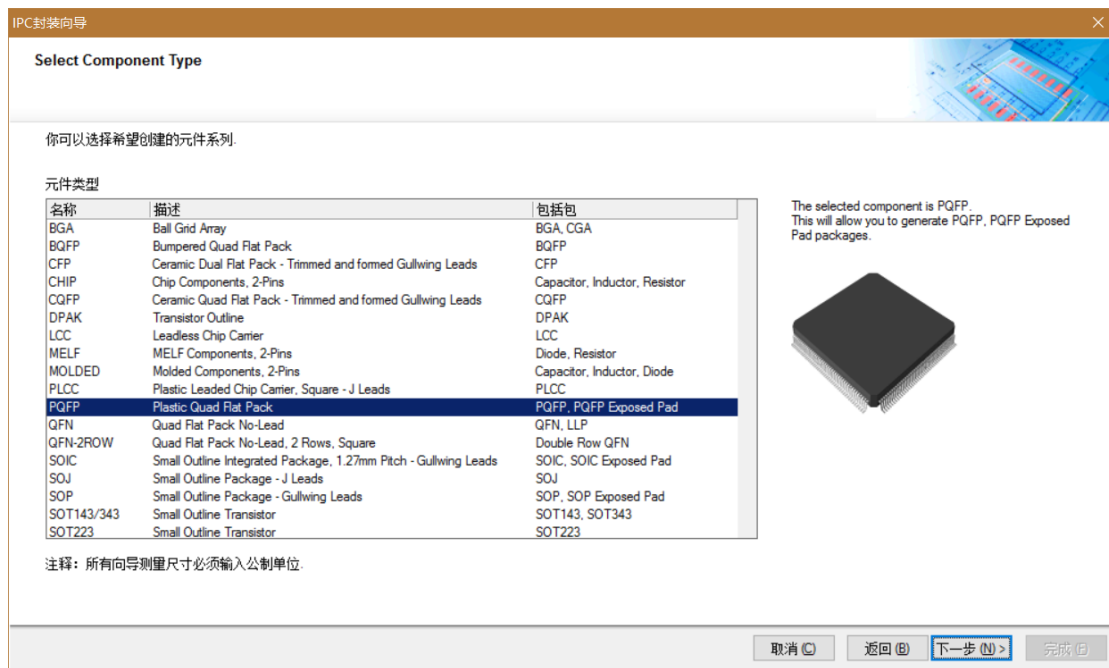 IPC封装向导
Select Component Type
你可以选择希望创建的元件系列.
元件类型
名称 描述 包括包
BGA Ball Grid Array BGA, CGA
BQFP Bumpered Quad Flat Pack BQFP
CFP Ceramic Dual Flat Pack - Trimmed and formed Gullwing Leads CFP
CHIP Chip Components, 2-Pins Capacitor, Inductor, Resistor
CQFP Ceramic Quad Flat Pack - Trimmed and formed Gullwing Leads CQFP
DPAK Transistor Outline DPAK
LCC Leadless Chip Carrier LCC
MELF MELF Components, 2-Pins Diode, Resistor
MOLDED Molded Components, 2-Pins Capacitor, Inductor, Diode
PLCC Plastic Leaded Chip Carrier, Square - J Leads PLCC
PQFP Plastic Quad Flat Pack PQFP, PQFP Exposed Pad
QFN Quad Flat Pack No-Lead QFN, LLP
QFN-2ROW Quad Flat Pack No-Lead, 2 Rows, Square Double Row QFN
SOIC Small Outline Integrated Package, 1.27mm Pitch - Gullwing Leads SOIC, SOIC Exposed Pad
SOJ Small Outline Package - J Leads SOJ
SOP Small Outline Package - Gullwing Leads SOP, SOP Exposed Pad
SOT143/343 Small Outline Transistor SOT143, SOT343
SOT223 Small Outline Transistor SOT223
The selected component is PQFP.
This will allow you to generate PQFP, PQFP Exposed
Pad packages.
注释：所有向导测量尺寸必须输入公制单位.
取消 (C) 返回 (B) 下一步 (N) > 完成 (F)